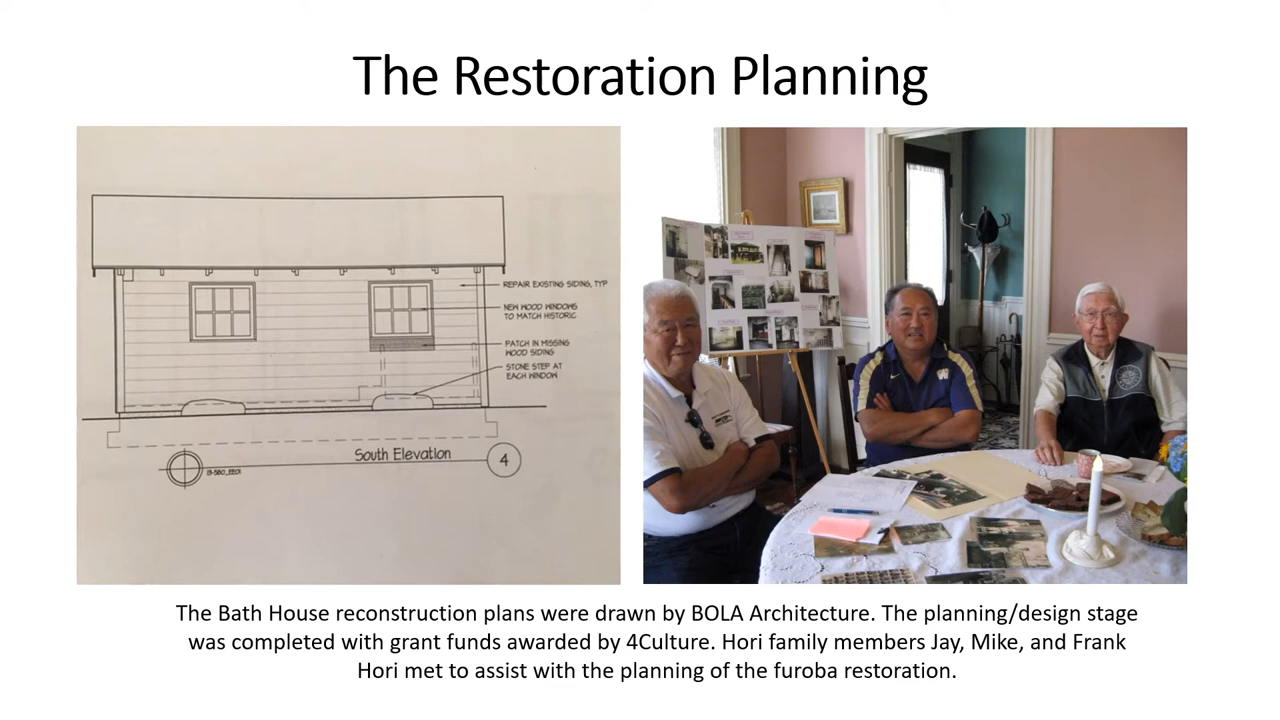 The Restoration Planning
REPAIR EXISTING SIDING, TYP
NEW WOOD WINDOWS
TO MATCH HISTORIC
PATCH IN MISSING
WOOD SIDING
STONE STEP AT
EACH WINDOW
South Elevation
4
W
The Bath House reconstruction plans were drawn by BOLA Architecture. The planning/design stage
was completed with grant funds awarded by 4Culture. Hori family members Jay, Mike, and Frank
Hori met to assist with the planning of the furoba restoration.